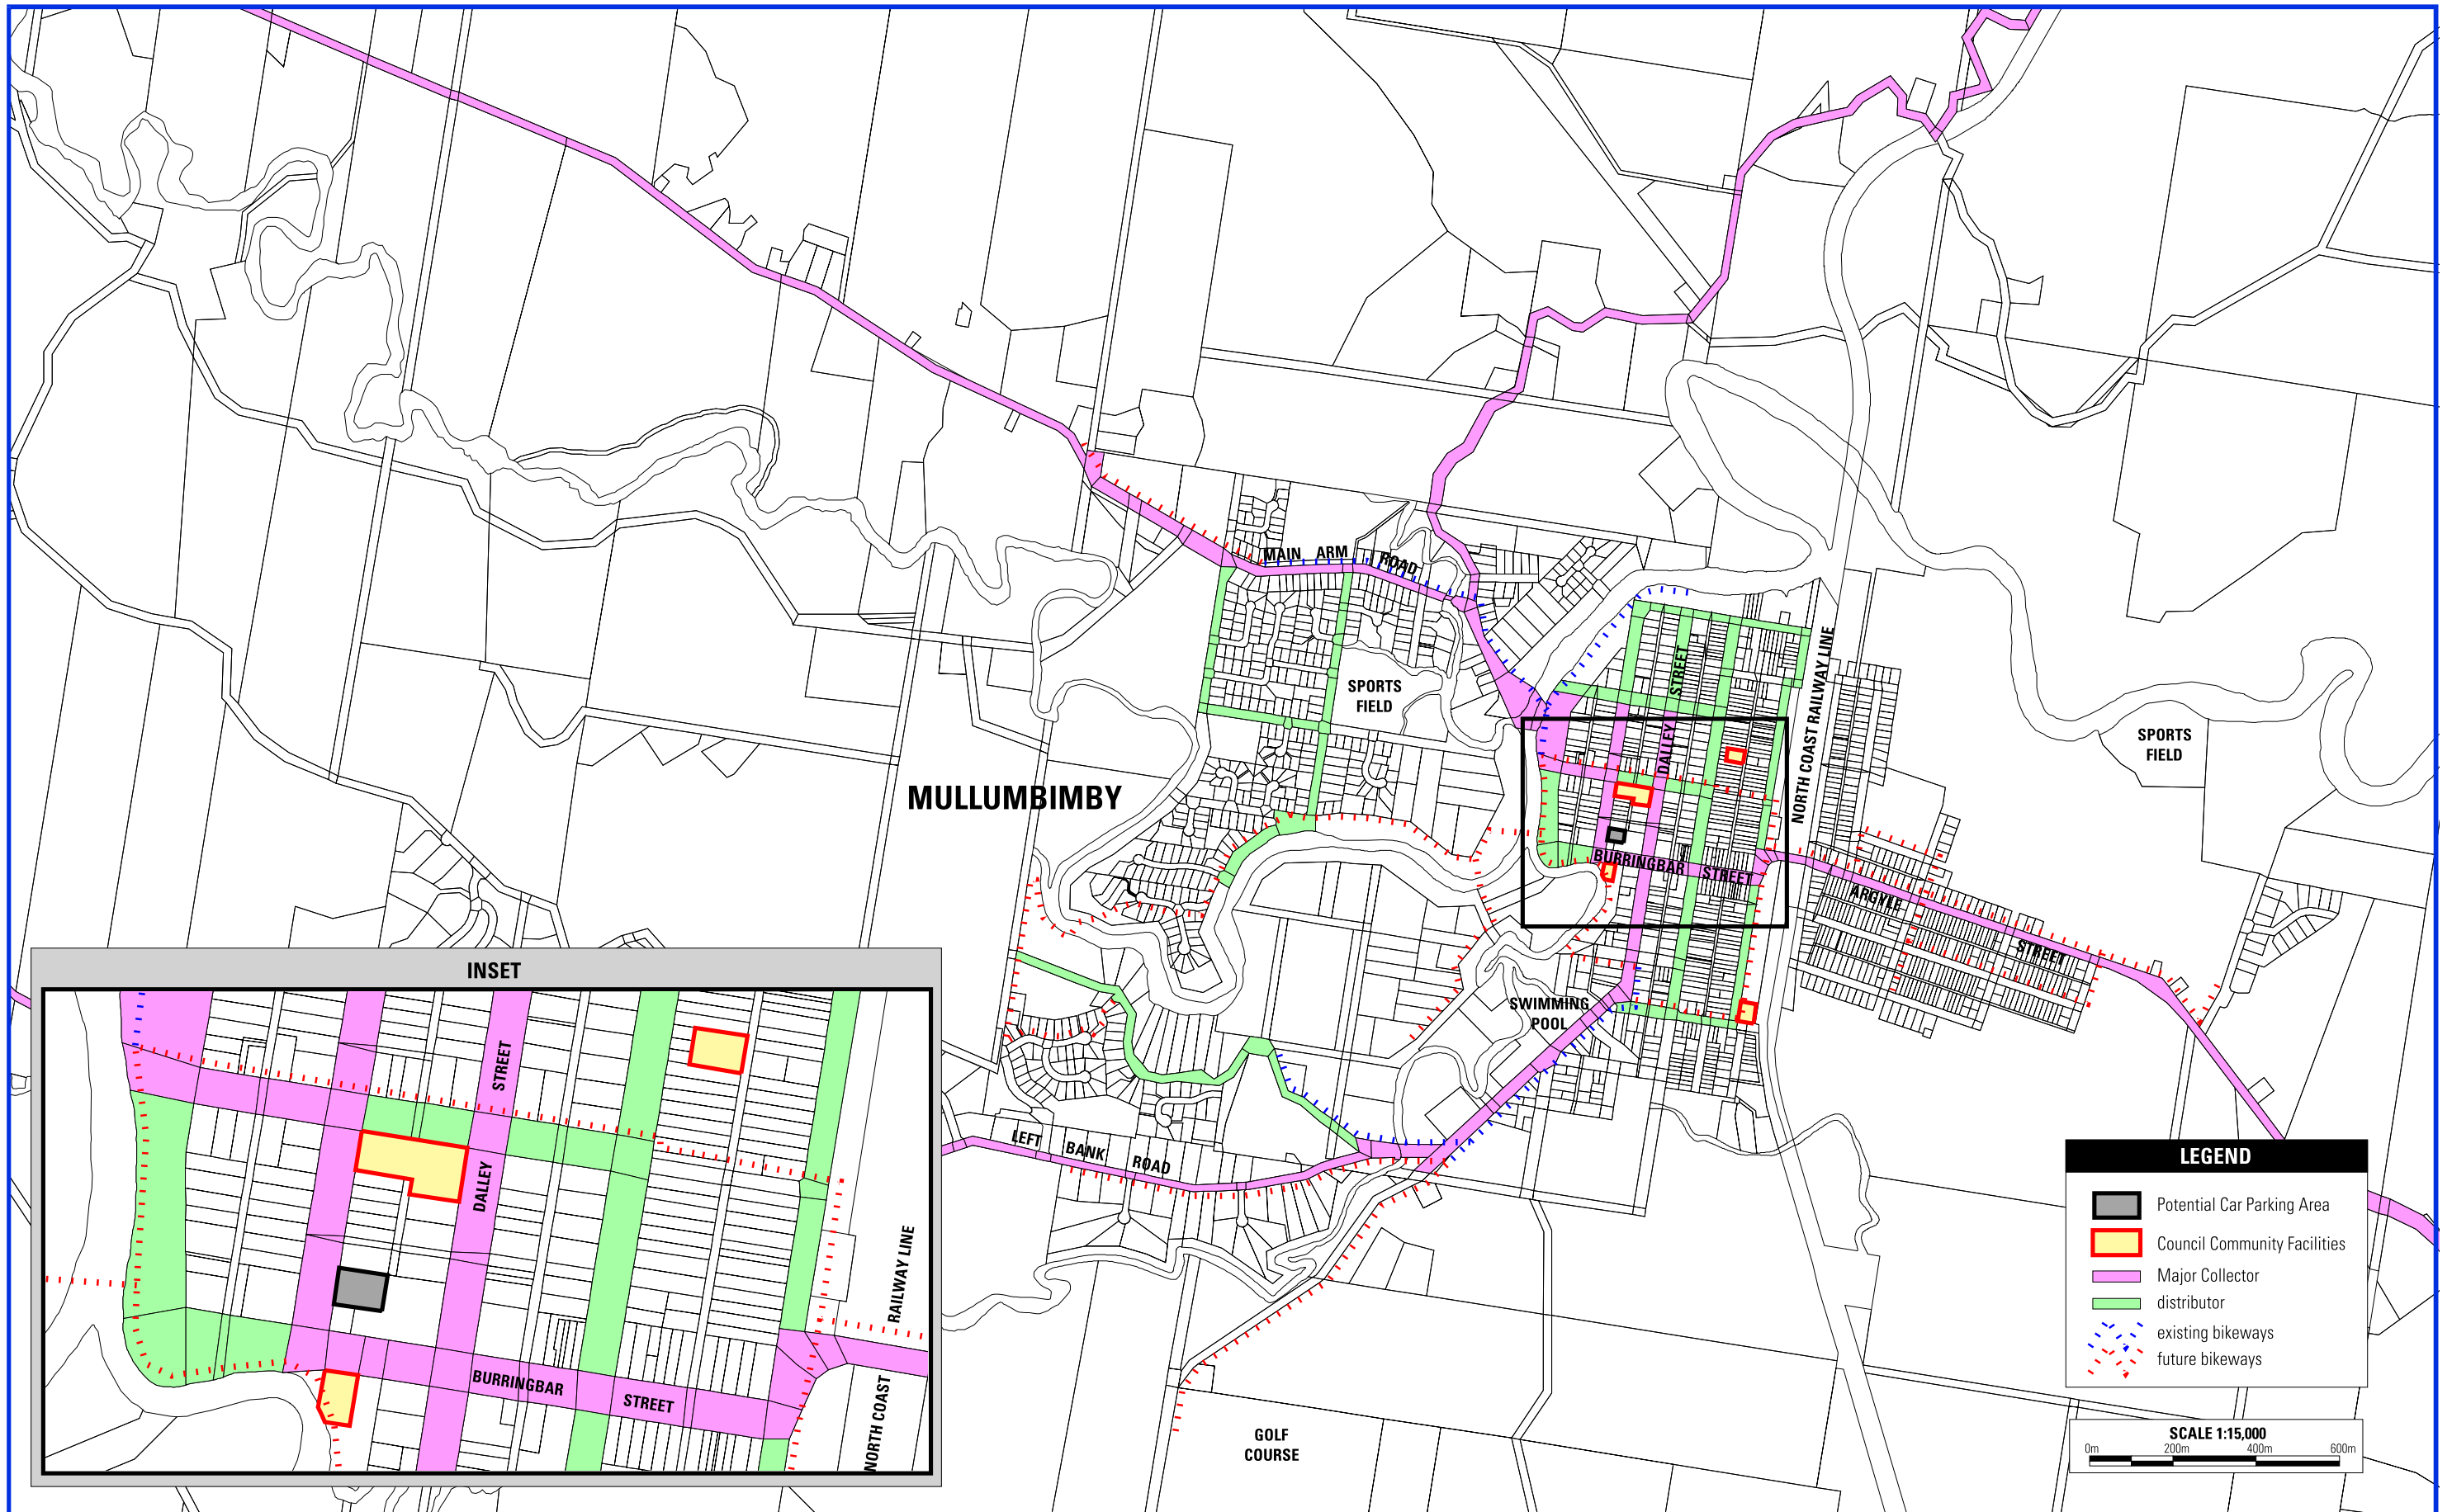 MAIN ARM ROAD
STREET
DALLEY
NORTH COAST RAILWAY LINE
SPORTS
FIELD
SPORTS
FIELD
MULLUMBIMBY
BURRINGBAR STREET
ARGYLE
STREET
SWIMMING
POOL
LEFT BANK ROAD
GOLF
COURSE
INSET
STREET
DALLEY
BURRINGBAR STREET
RAILWAY LINE
NORTH COAST
LEGEND
Potential Car Parking Area
Council Community Facilities
Major Collector
distributor
existing bikeways
future bikeways
SCALE 1:15,000
0m 200m 400m 600m